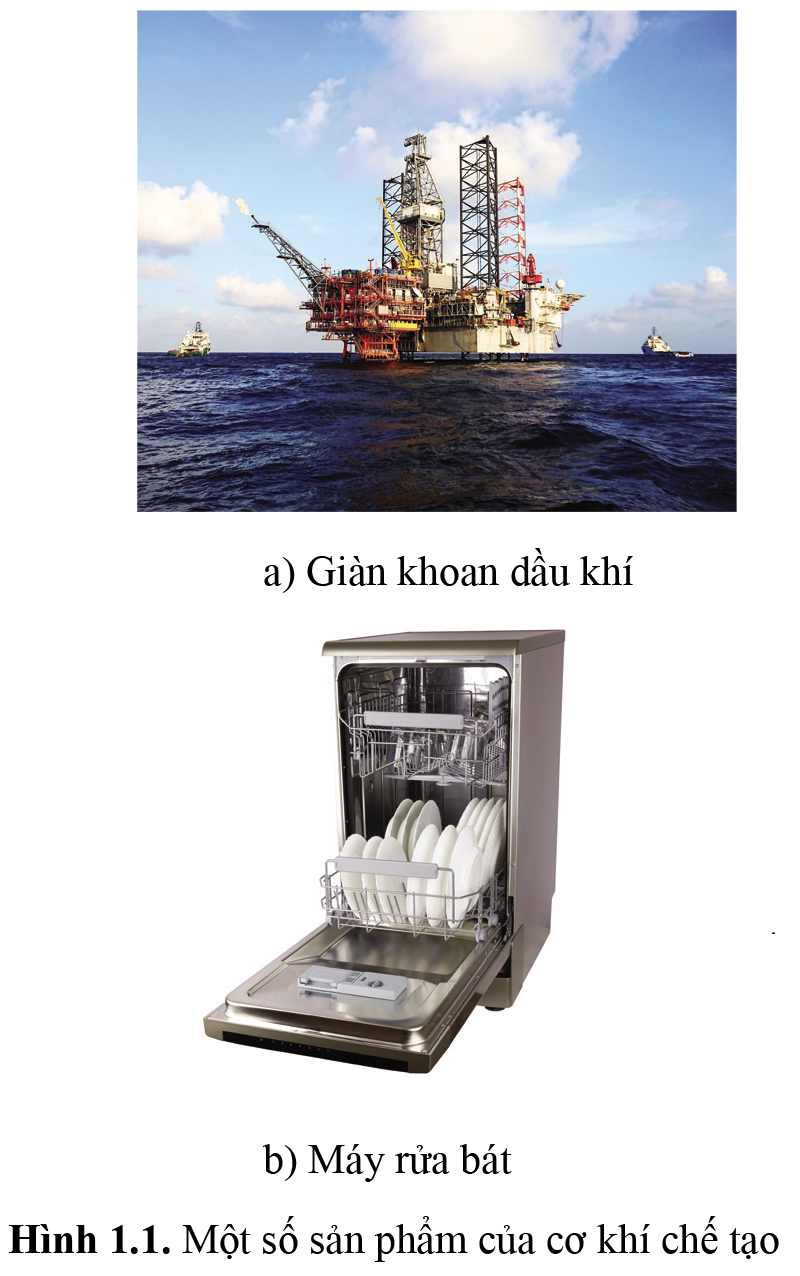 a) Giàn khoan dầu khí
b) Máy rửa bát
Hình 1.1. Một số sản phẩm của cơ khí chế tạo